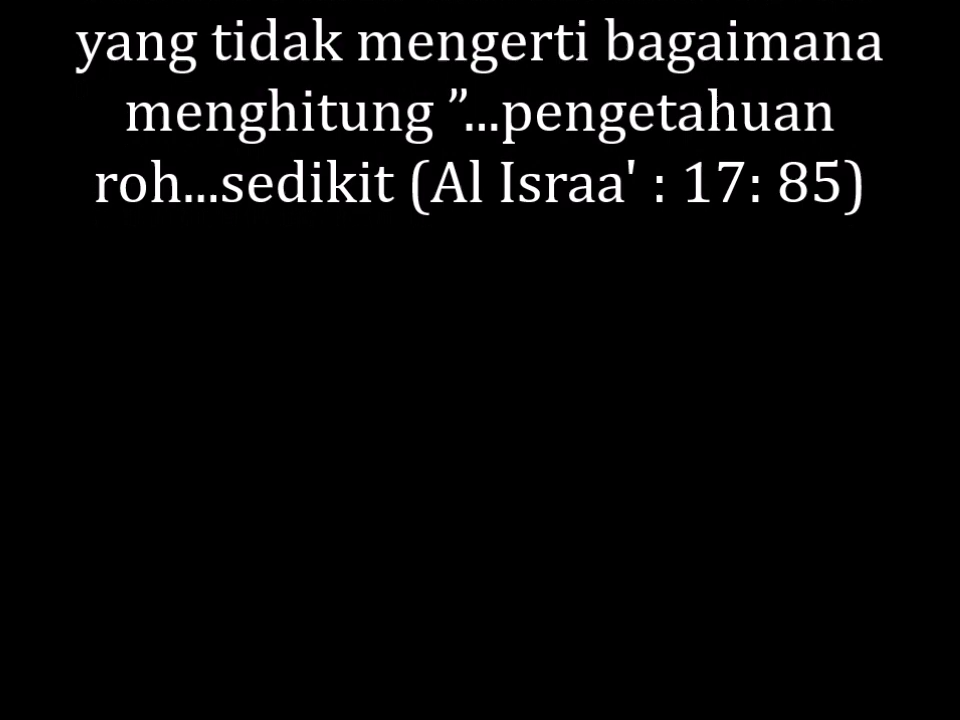 yang tidak mengerti bagaimana
menghitung ”...pengetahuan
roh...sedikit (Al Israa' : 17: 85)